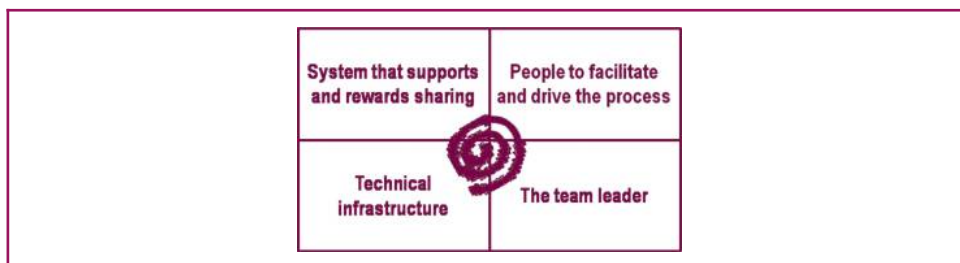 System that supports
and rewards sharing
People to facilitate
and drive the process
Technical
infrastructure
The team leader